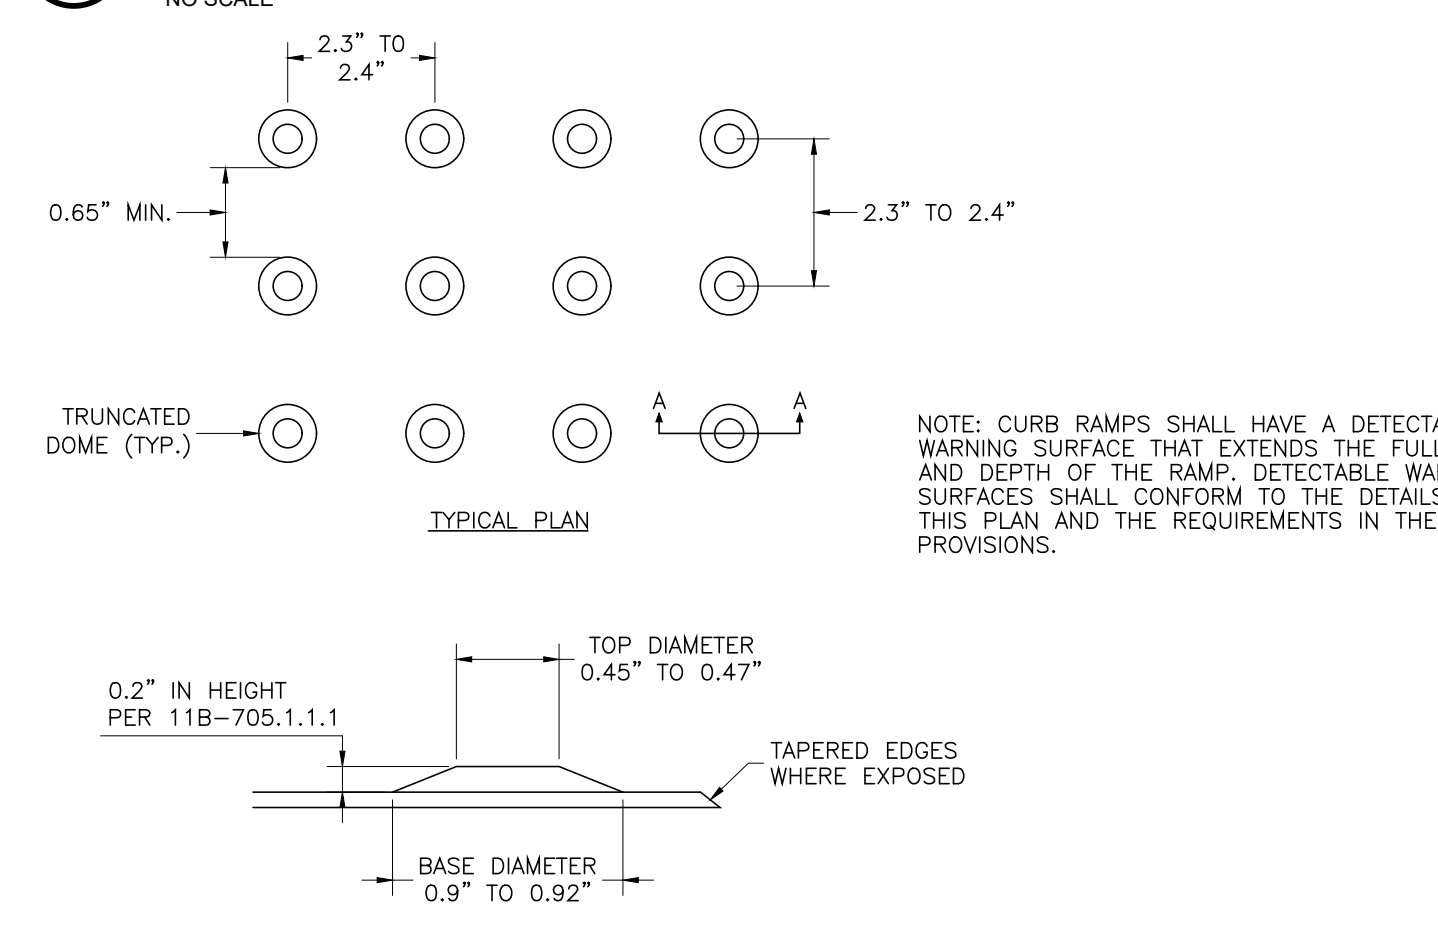 NO SCALE
2.3" TO
2.4"
0.65" MIN.
2.3" TO 2.4"
TRUNCATED
DOME (TYP.)
A A
TYPICAL PLAN
NOTE: CURB RAMPS SHALL HAVE A
WARNING SURFACE THAT EXTENDS THE FULL
AND DEPTH OF THE RAMP. DETECTABLE
SURFACES SHALL CONFORM TO THE DETAILS
THIS PLAN AND THE REQUIREMENTS IN THE
PROVISIONS.
TOP DIAMETER
0.45" TO 0.47"
0.2" IN HEIGHT
PER 11B-705.1.1.1
TAPERED EDGES
WHERE EXPOSED
BASE DIAMETER
0.9" TO 0.92"